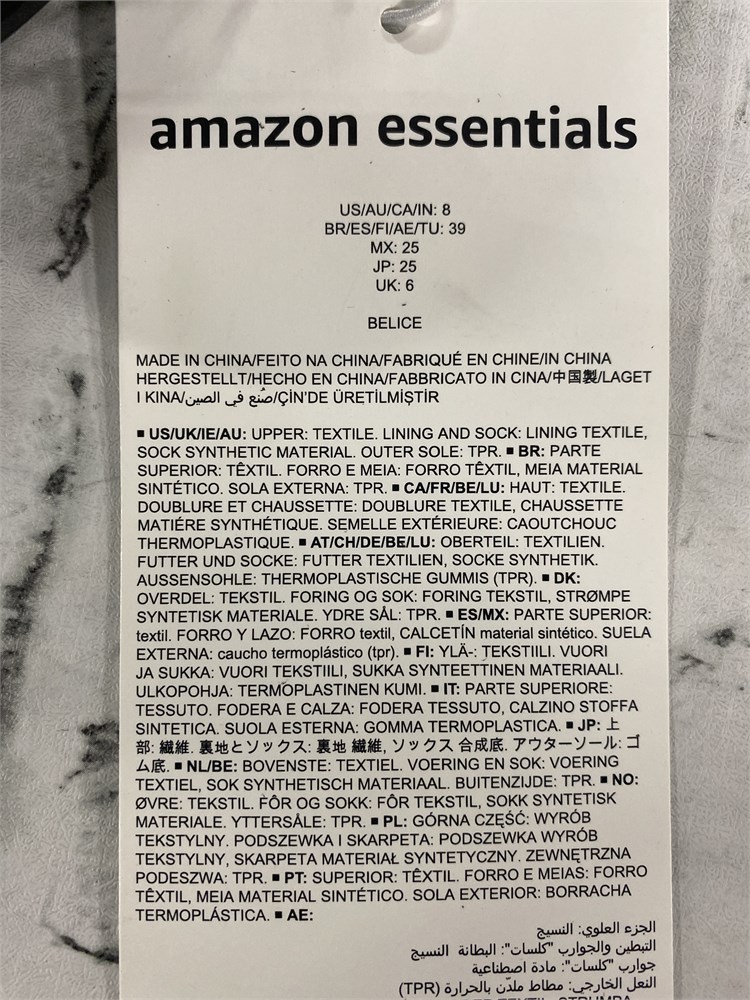 amazon essentials
US/AU/CA/IN: 8
BR/ES/FI/AE/TU: 39
MX: 25
JP: 25
UK: 6
-
BELICE
MADE IN CHINA/FEITO NA CHINA/FABRIQUÉ EN CHINE/IN CHINA
HERGESTELLT/HECHO EN CHINA/FABBRICATO IN CINA/中国製/LAGET
I KINA/صُنع في الصين/ÇİN'DE ÜRETİLMİŞTİR
▪ US/UK/IE/AU: UPPER: TEXTILE. LINING AND SOCK: LINING TEXTILE,
SOCK SYNTHETIC MATERIAL. OUTER SOLE: TPR. ▪ BR: PARTE
SUPERIOR: TÊXTIL. FORRO E MEIA: FORRO TÊXTIL, MEIA MATERIAL
SINTÉTICO. SOLA EXTERNA: TPR. ▪ CA/FR/BE/LU: HAUT: TEXTILE.
DOUBLURE ET CHAUSSETTE: DOUBLURE TEXTILE, CHAUSSETTE
MATIÉRE SYNTHÉTIQUE. SEMELLE EXTÉRIEURE: CAOUTCHOUC
THERMOPLASTIQUE. ▪ AT/CH/DE/BE/LU: OBERTEIL: TEXTILIEN.
FUTTER UND SOCKE: FUTTER TEXTILIEN, SOCKE SYNTHETIK.
AUSSENSOHLE: THERMOPLASTISCHE GUMMIS (TPR). ▪ DK:
OVERDEL: TEKSTIL. FORING OG SOK: FORING TEKSTIL, STRØMPE
SYNTETISK MATERIALE. YDRE SÅL: TPR. ▪ ES/MX: PARTE SUPERIOR:
textil. FORRO Y LAZO: FORRO textil, CALCETÍN material sintético. SUELA
EXTERNA: caucho termoplástico (tpr). ▪ FI: YLÄ-: TEKSTIILI. VUORI
JA SUKKA: VUORI TEKSTIILI, SUKKA SYNTEETTINEN MATERIAALI.
ULKOPOHJA: TERMOPLASTINEN KUMI. ▪ IT: PARTE SUPERIORE:
TESSUTO. FODERA E CALZA: FODERA TESSUTO, CALZINO STOFFA
SINTETICA. SUOLA ESTERNA: GOMMA TERMOPLASTICA. ▪ JP: 上
部: 繊維. 裏地とソックス: 裏地 繊維, ソックス 合成底. アウターソール: ゴ
ム底. ▪ NL/BE: BOVENSTE: TEXTIEL. VOERING EN SOK: VOERING
TEXTIEL, SOK SYNTHETISCH MATERIAAL. BUITENZIJDE: TPR. ▪ NO:
ØVRE: TEKSTIL. FÔR OG SOKK: FÔR TEKSTIL, SOKK SYNTETISK
MATERIALE. YTTERSÅLE: TPR. ▪ PL: GÓRNA CZĘŚĆ: WYRÓB
TEKSTYLNY. PODSZEWKA I SKARPETA: PODSZEWKA WYRÓB
TEKSTYLNY, SKARPETA MATERIAŁ SYNTETYCZNY. ZEWNĘTRZNA
PODESZWA: TPR. ▪ PT: SUPERIOR: TÊXTIL. FORRO E MEIAS: FORRO
TÊXTIL, MEIA MATERIAL SINTÉTICO. SOLA EXTERIOR: BORRACHA
TERMOPLÁSTICA. ▪ AE:
الجزء العلوي: النسيج
التبطين والجوارب "كلسات": البطانة النسيج
جوارب "كلسات": مادة اصطناعية
النعل الخارجي: مطاط ملدّن بالحرارة (TPR)